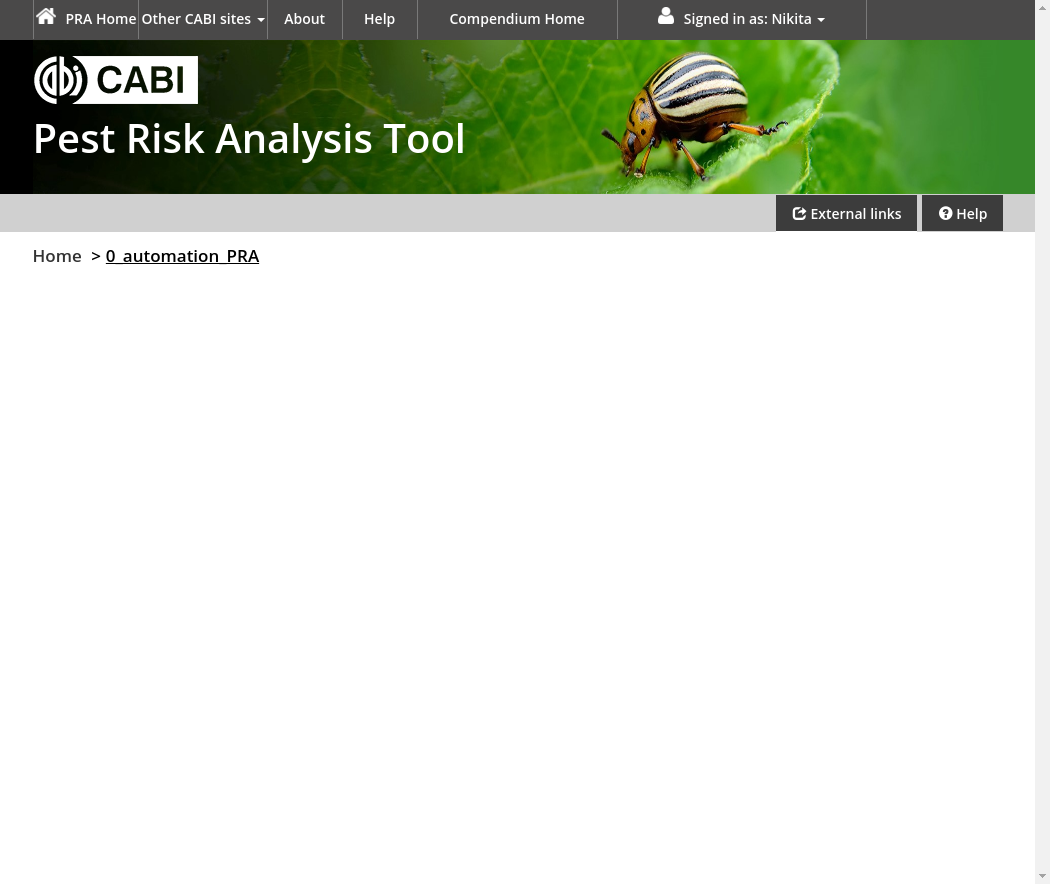 PRA Home Other CABI sites About Help Compendium Home Signed in as: Nikita
CABI
Pest Risk Analysis Tool
External links Help
Home > 0_automation_PRA